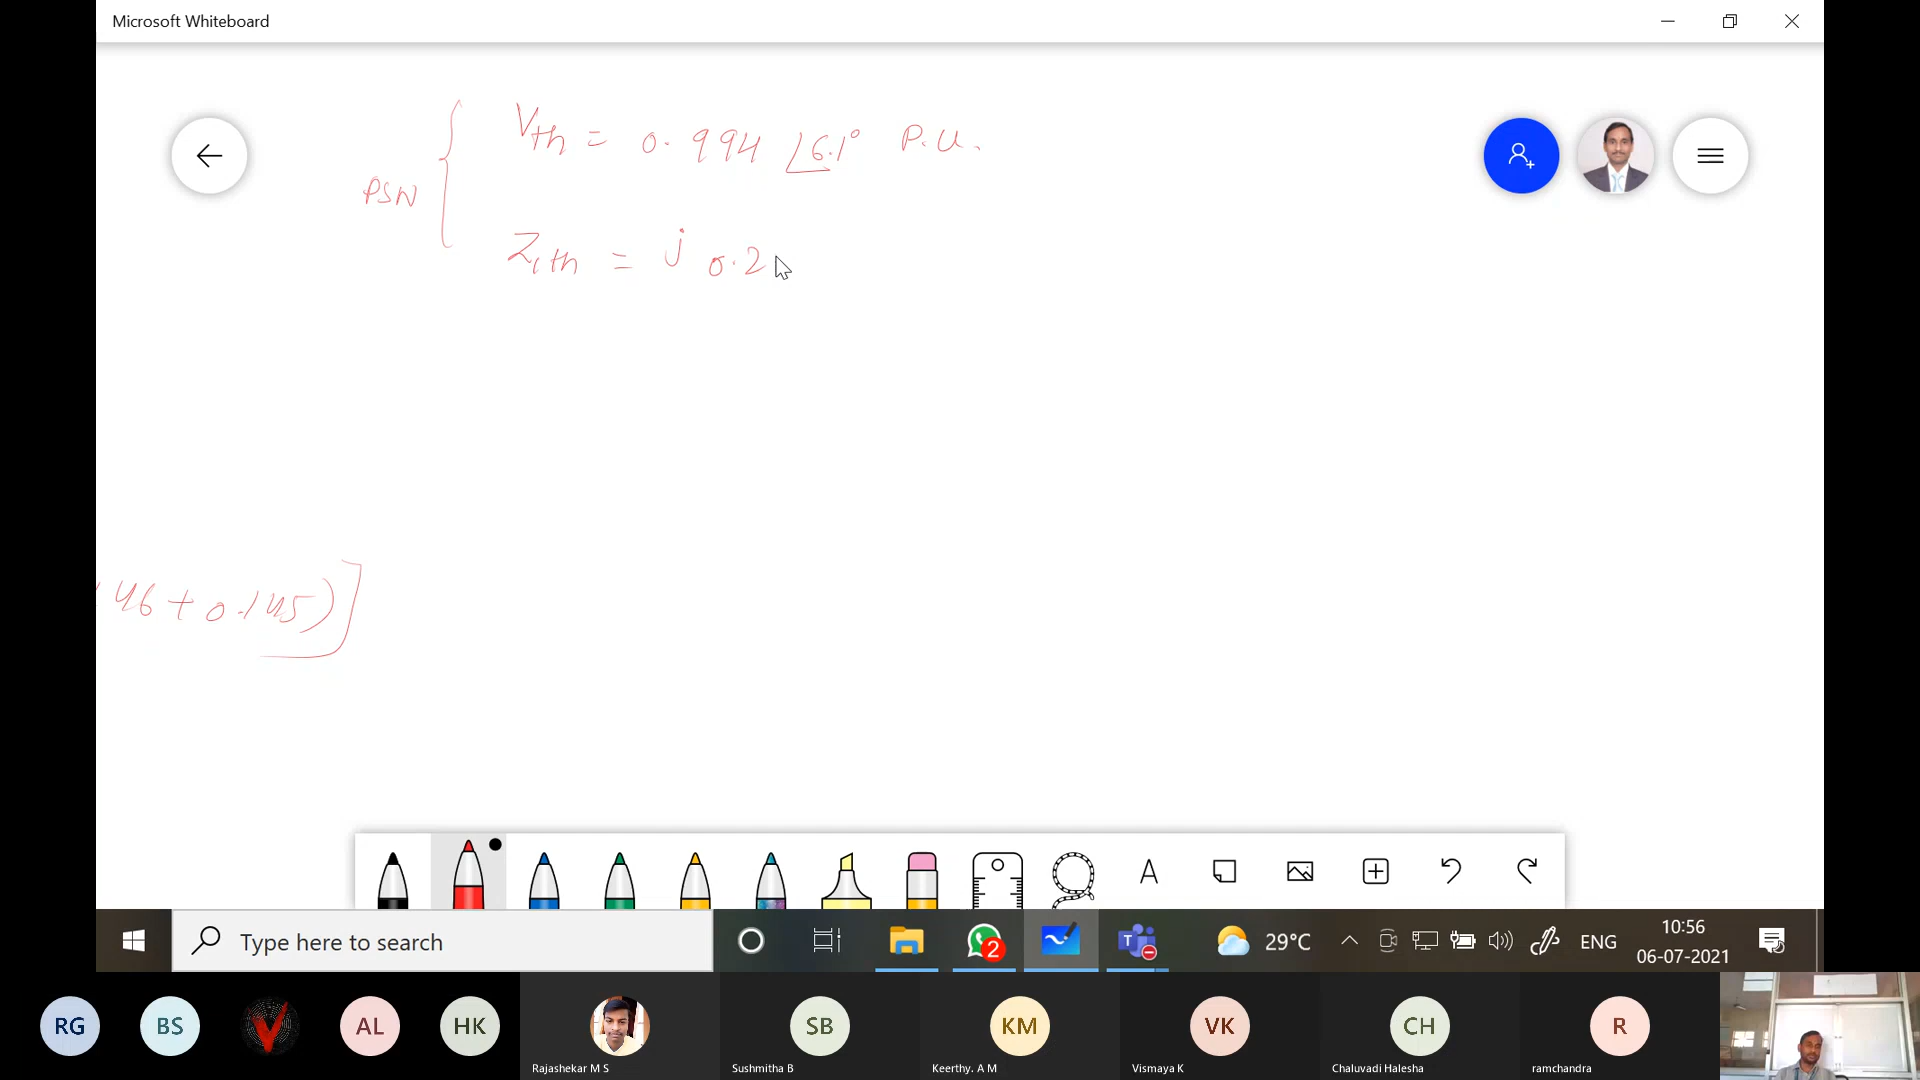 Microsoft Whiteboard
Vth = 0.994 ∠6.1° P.U.
PSN
Z1th = j 0.2
46 + 0.145)]
A
Type here to search
2
T
29°C
ENG
10:56
06-07-2021
RG
BS
AL
HK
SB
KM
VK
CH
R
Rajashekar M S
Sushmitha B
Keerthy. A M
Vismaya K
Chaluvadi Halesha
ramchandra